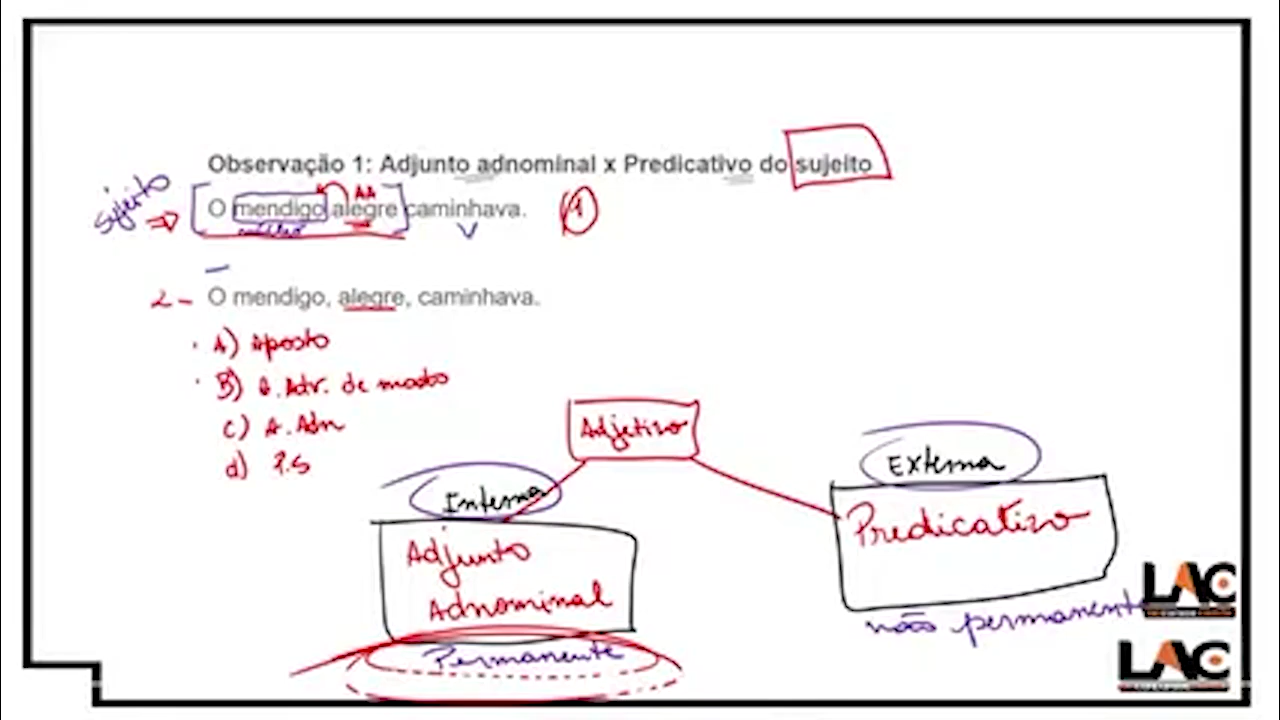 Observação 1: Adjunto adnominal x Predicativo do sujeito
sujeito
AA
O mendigo alegre caminhava. 1
V
2- O mendigo, alegre, caminhava.
A) Aposto
B) A.Adv. de modo
c) A. Adn
d) P.S
Adjetivo
Interna
Externa
Adjunto
Adnominal
Predicativo
Permanente
não permanente
LAC
LAC